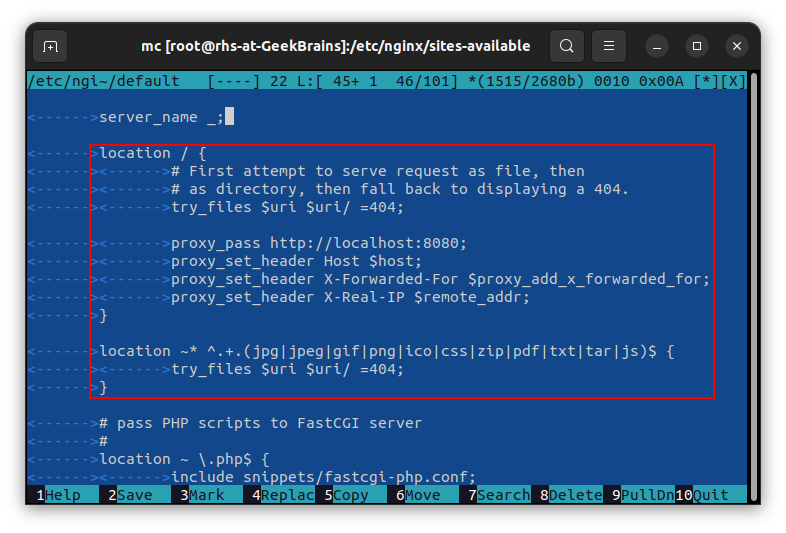 mc [root@rhs-at-GeekBrains]:/etc/nginx/sites-available
/etc/ngi~/default   [----] 22 L:[ 45+ 1  46/101] *(1515/2680b) 0010 0x00A [*][X]
<------>server_name _;
<------>location / {
<------><------># First attempt to serve request as file, then
<------><------># as directory, then fall back to displaying a 404.
<------><------>try_files $uri $uri/ =404;
<------><------>proxy_pass http://localhost:8080;
<------><------>proxy_set_header Host $host;
<------><------>proxy_set_header X-Forwarded-For $proxy_add_x_forwarded_for;
<------><------>proxy_set_header X-Real-IP $remote_addr;
<------>}
<------>location ~* ^.+.(jpg|jpeg|gif|png|ico|css|zip|pdf|txt|tar|js)$ {
<------><------>try_files $uri $uri/ =404;
<------>}
<------># pass PHP scripts to FastCGI server
<------>#
<------>location ~ \.php$ {
<------><------>include snippets/fastcgi-php.conf;
1Help 2Save 3Mark 4Replac 5Copy 6Move 7Search 8Delete 9PullDn 10Quit